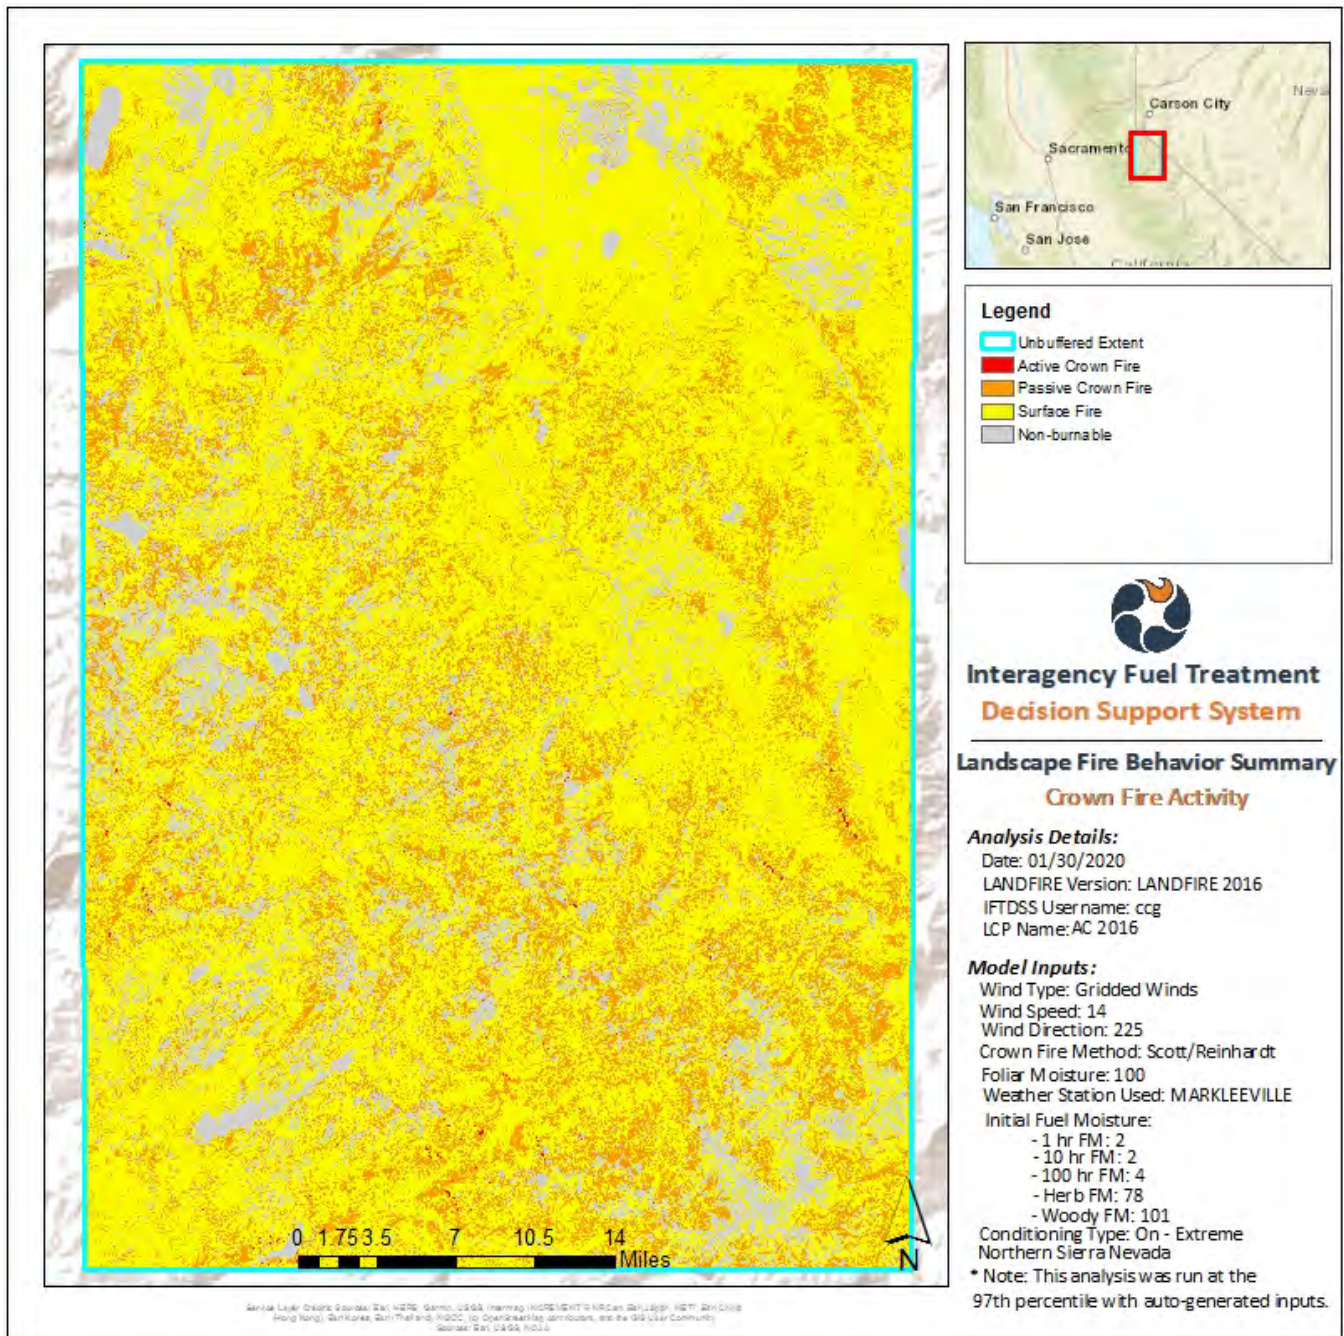 Carson City
Neva
Sacramento
San Francisco
San Jose
California
Legend
Unbuffered Extent
Active Crown Fire
Passive Crown Fire
Surface Fire
Non-burnable
Interagency Fuel Treatment
Decision Support System
Landscape Fire Behavior Summary
Crown Fire Activity
Analysis Details:
Date: 01/30/2020
LANDFIRE Version: LANDFIRE 2016
IFTDSS Username: ccg
LCP Name: AC 2016
Model Inputs:
Wind Type: Gridded Winds
Wind Speed: 14
Wind Direction: 225
Crown Fire Method: Scott/Reinhardt
Foliar Moisture: 100
Weather Station Used: MARKLEEVILLE
Initial Fuel Moisture:
- 1 hr FM: 2
- 10 hr FM: 2
- 100 hr FM: 4
- Herb FM: 78
- Woody FM: 101
Conditioning Type: On - Extreme
Northern Sierra Nevada
* Note: This analysis was run at the
97th percentile with auto-generated inputs.
0 1.75 3.5 7 10.5 14
Miles
N